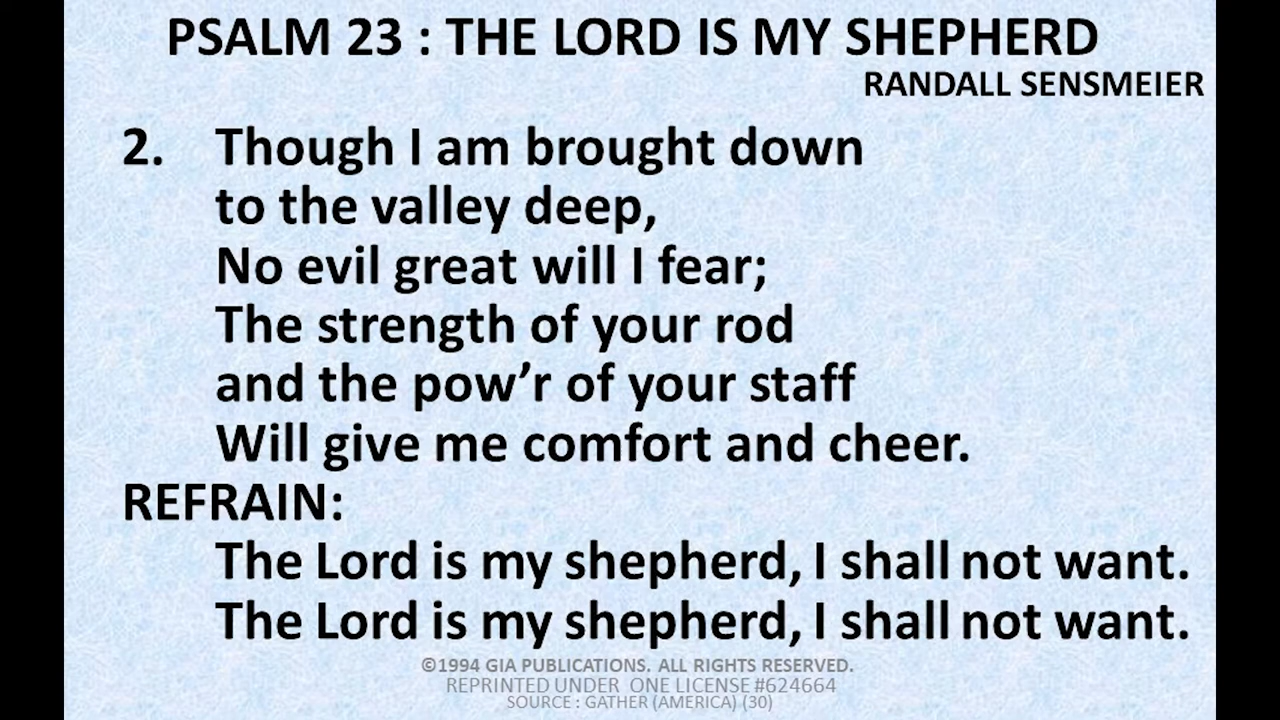 PSALM 23 : THE LORD IS MY SHEPHERD
RANDALL SENSMEIER
2. Though I am brought down
to the valley deep,
No evil great will I fear;
The strength of your rod
and the pow’r of your staff
Will give me comfort and cheer.
REFRAIN:
The Lord is my shepherd, I shall not want.
The Lord is my shepherd, I shall not want.
©1994 GIA PUBLICATIONS. ALL RIGHTS RESERVED.
REPRINTED UNDER ONE LICENSE #624664
SOURCE : GATHER (AMERICA) (30)